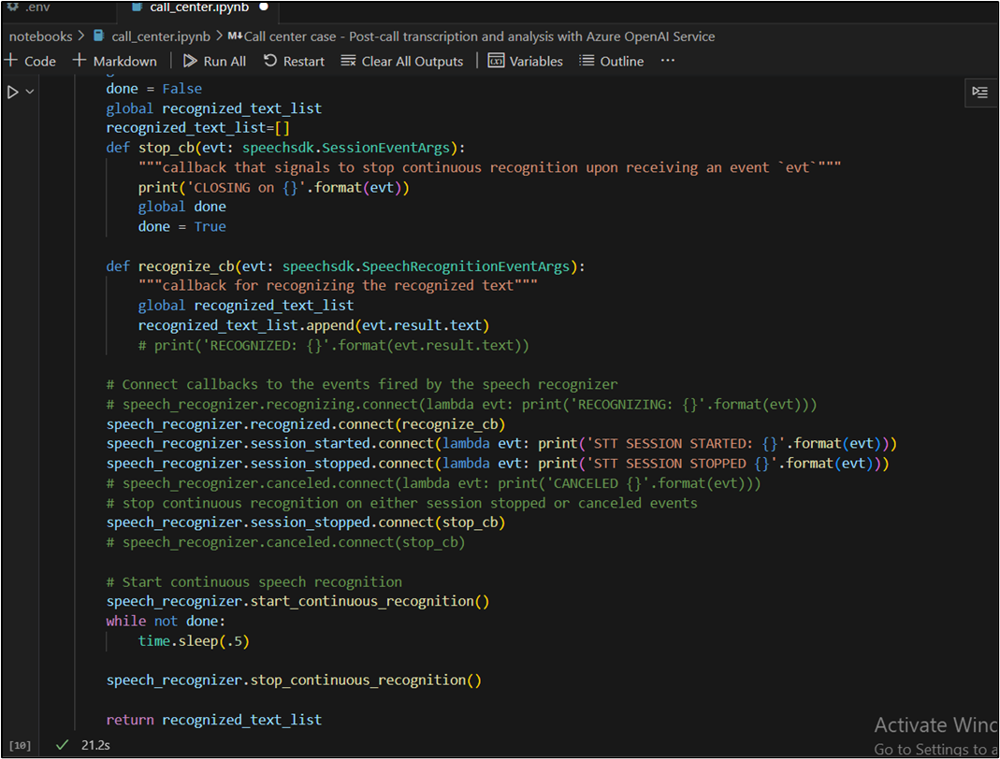 .env
call_center.ipynb
notebooks > call_center.ipynb > M↓Call center case - Post-call transcription and analysis with Azure OpenAI Service
+ Code + Markdown | Run All Restart Clear All Outputs | Variables Outline ···
done = False
global recognized_text_list
recognized_text_list=[]
def stop_cb(evt: speechsdk.SessionEventArgs):
"""callback that signals to stop continuous recognition upon receiving an event `evt`"""
print('CLOSING on {}'.format(evt))
global done
done = True
def recognize_cb(evt: speechsdk.SpeechRecognitionEventArgs):
"""callback for recognizing the recognized text"""
global recognized_text_list
recognized_text_list.append(evt.result.text)
# print('RECOGNIZED: {}'.format(evt.result.text))
# Connect callbacks to the events fired by the speech recognizer
# speech_recognizer.recognizing.connect(lambda evt: print('RECOGNIZING: {}'.format(evt)))
speech_recognizer.recognized.connect(recognize_cb)
speech_recognizer.session_started.connect(lambda evt: print('STT SESSION STARTED: {}'.format(evt)))
speech_recognizer.session_stopped.connect(lambda evt: print('STT SESSION STOPPED {}'.format(evt)))
# speech_recognizer.canceled.connect(lambda evt: print('CANCELED {}'.format(evt)))
# stop continuous recognition on either session stopped or canceled events
speech_recognizer.session_stopped.connect(stop_cb)
# speech_recognizer.canceled.connect(stop_cb)
# Start continuous speech recognition
speech_recognizer.start_continuous_recognition()
while not done:
time.sleep(.5)
speech_recognizer.stop_continuous_recognition()
return recognized_text_list
[10] ✓ 21.2s
Activate Winc
Go to Settings to a